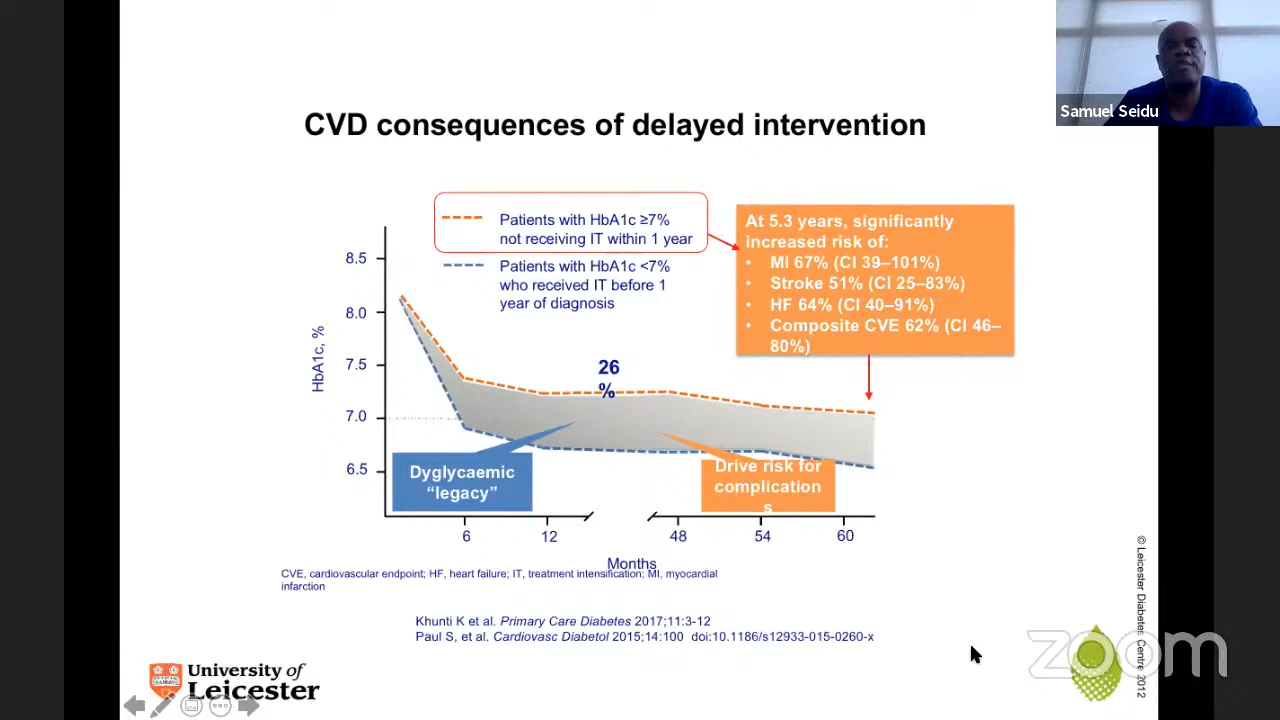 Samuel Seidu
CVD consequences of delayed intervention
Patients with HbA1c ≥7%
not receiving IT within 1 year
Patients with HbA1c <7%
who received IT before 1
year of diagnosis
At 5.3 years, significantly
increased risk of:
• MI 67% (CI 39–101%)
• Stroke 51% (CI 25–83%)
• HF 64% (CI 40–91%)
• Composite CVE 62% (CI 46–
80%)
HbA1c, %
8.5
8.0
7.5
7.0
6.5
26
%
Dyglycaemic
“legacy”
Drive risk for
complication
s
6 12 48 54 60
Months
CVE, cardiovascular endpoint; HF, heart failure; IT, treatment intensification; MI, myocardial
infarction
Khunti K et al. Primary Care Diabetes 2017;11:3-12
Paul S, et al. Cardiovasc Diabetol 2015;14:100 doi:10.1186/s12933-015-0260-x
© Leicester Diabetes Centre 2012
University of
Leicester
zoom